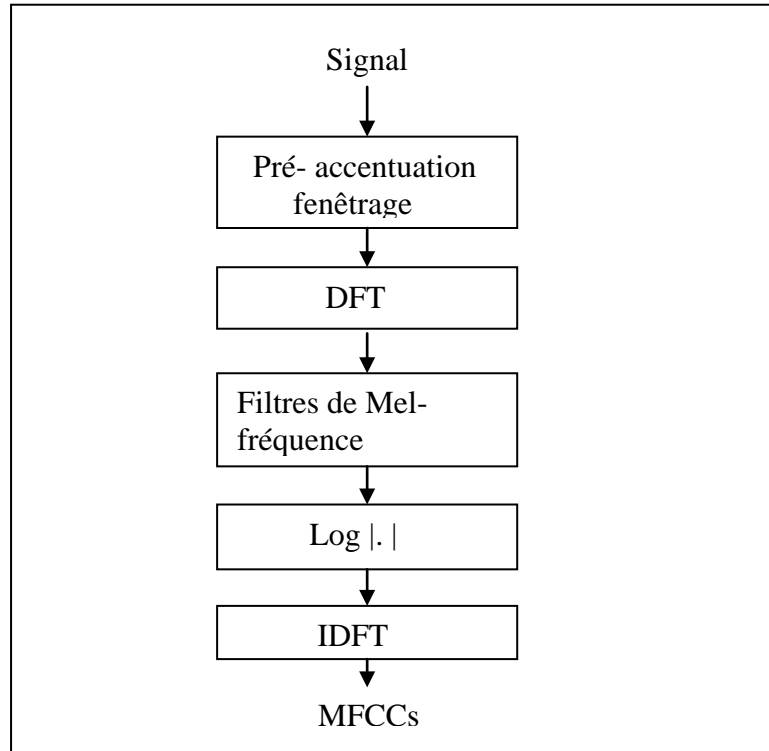 Signal
Pré- accentuation
fenêtrage
DFT
Filtres de Mel-
fréquence
Log |. |
IDFT
MFCCs